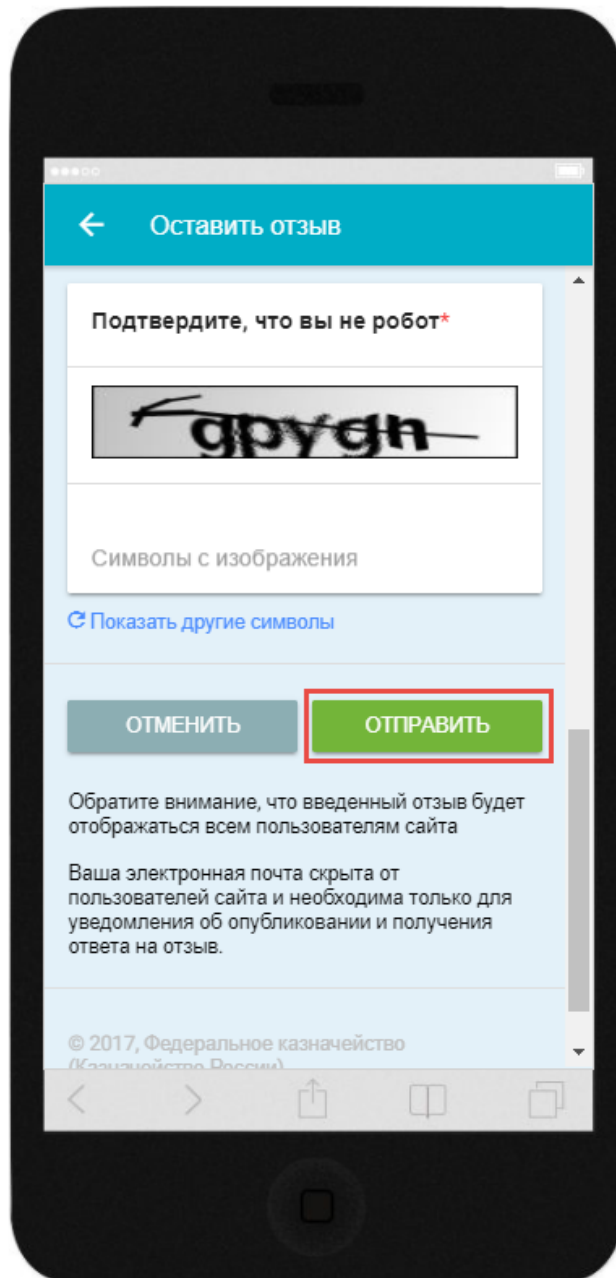 Оставить отзыв
Подтвердите, что вы не робот*
gpygn
Символы с изображения
Показать другие символы
ОТМЕНИТЬ ОТПРАВИТЬ
Обратите внимание, что введенный отзыв будет
отображаться всем пользователям сайта
Ваша электронная почта скрыта от
пользователей сайта и необходима только для
уведомления об опубликовании и получения
ответа на отзыв.
© 2017, Федеральное казначейство
(Казначейство России)